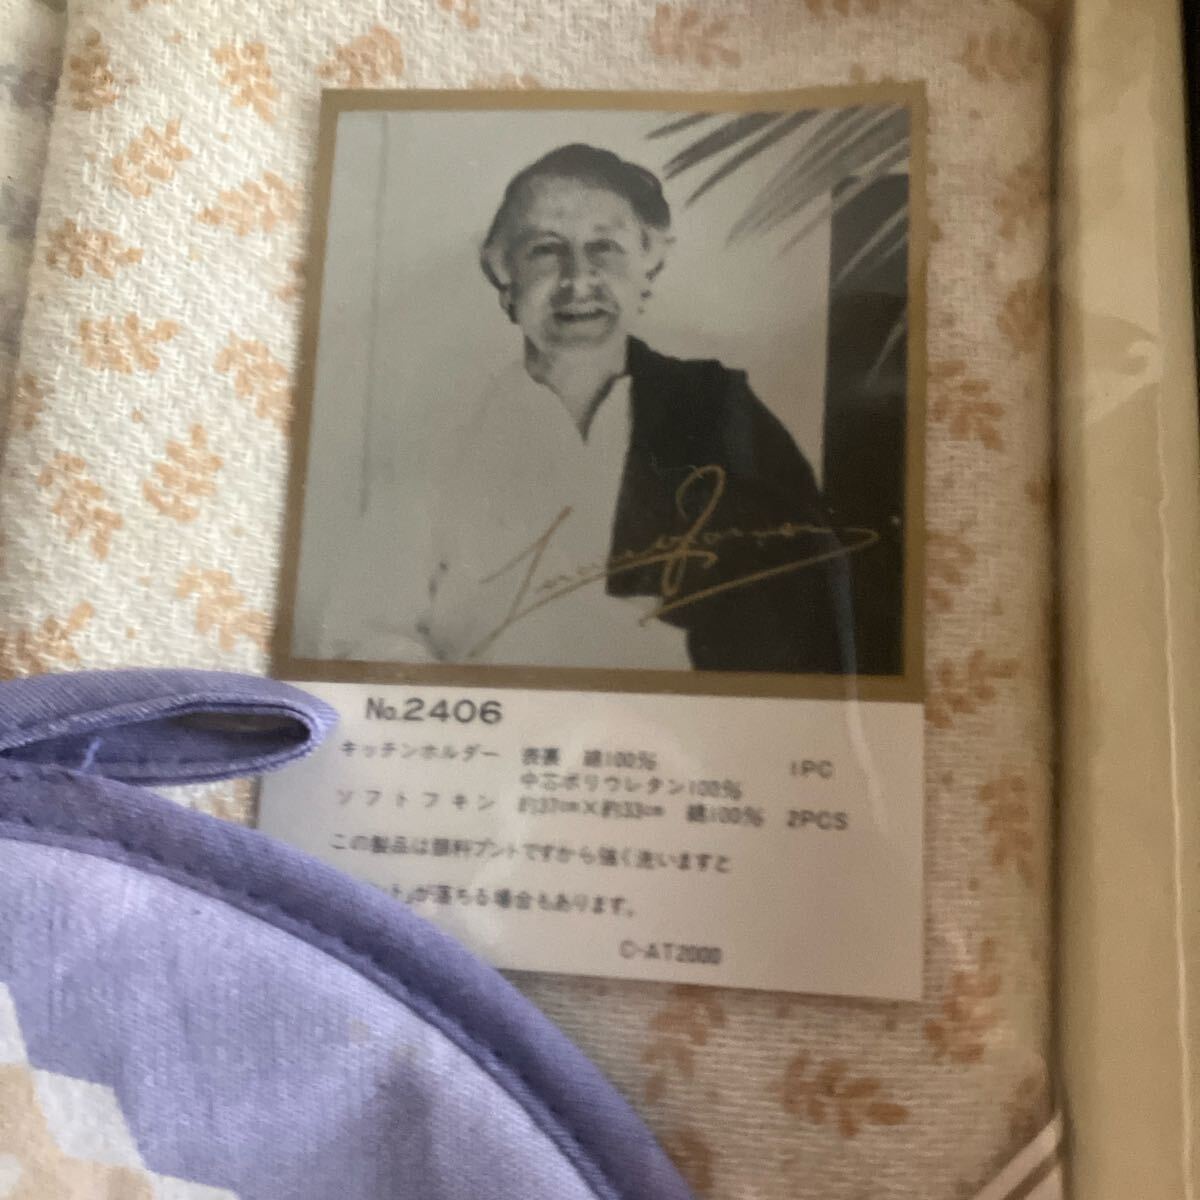 No.2406
キッチンホルダー 表裏 綿100% 1PC
中芯ポリウレタン100%
ソフトフキン 約37cm×約33cm 綿100% 2PCS
この製品は顔料プントですから強く洗いますと
ト」が落ちる場合もあります。
C-AT2000